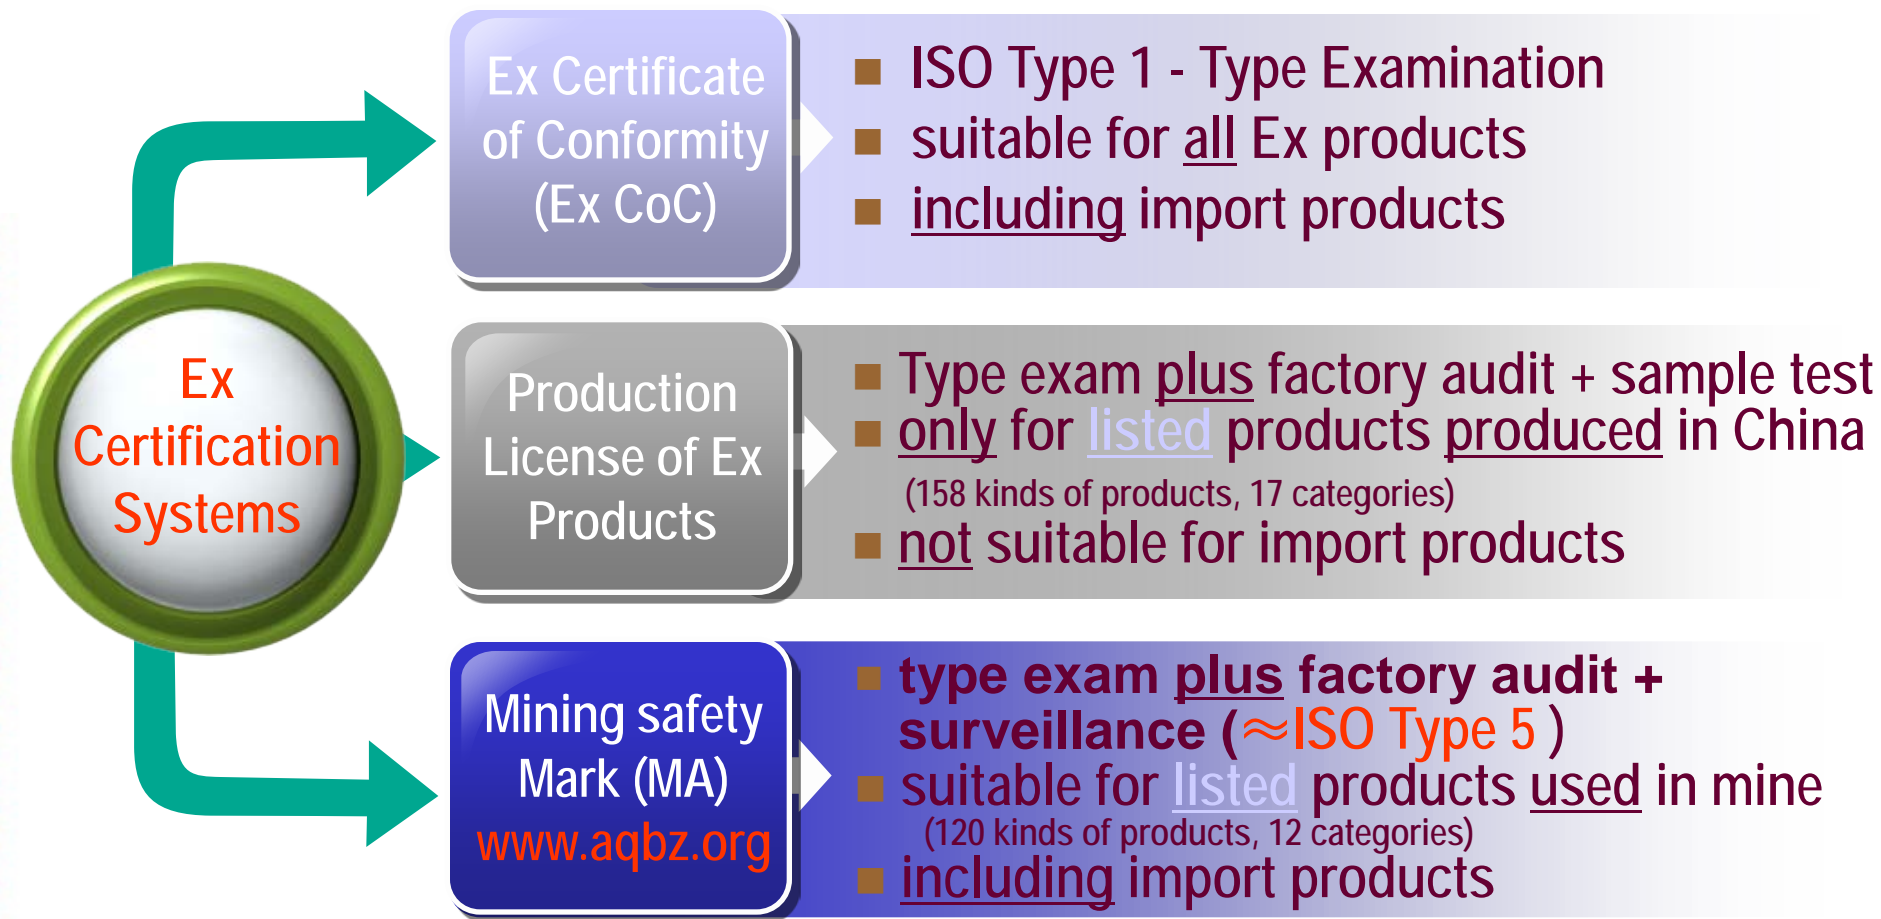 Ex
Certification
Systems
Ex Certificate
of Conformity
(Ex CoC)
■ ISO Type 1 - Type Examination
■ suitable for all Ex products
■ including import products
Production
License of Ex
Products
■ Type exam plus factory audit + sample test
■ only for listed products produced in China
(158 kinds of products, 17 categories)
■ not suitable for import products
Mining safety
Mark (MA)
www.aqbz.org
■ type exam plus factory audit +
surveillance (≈ISO Type 5 )
■ suitable for listed products used in mine
(120 kinds of products, 12 categories)
■ including import products